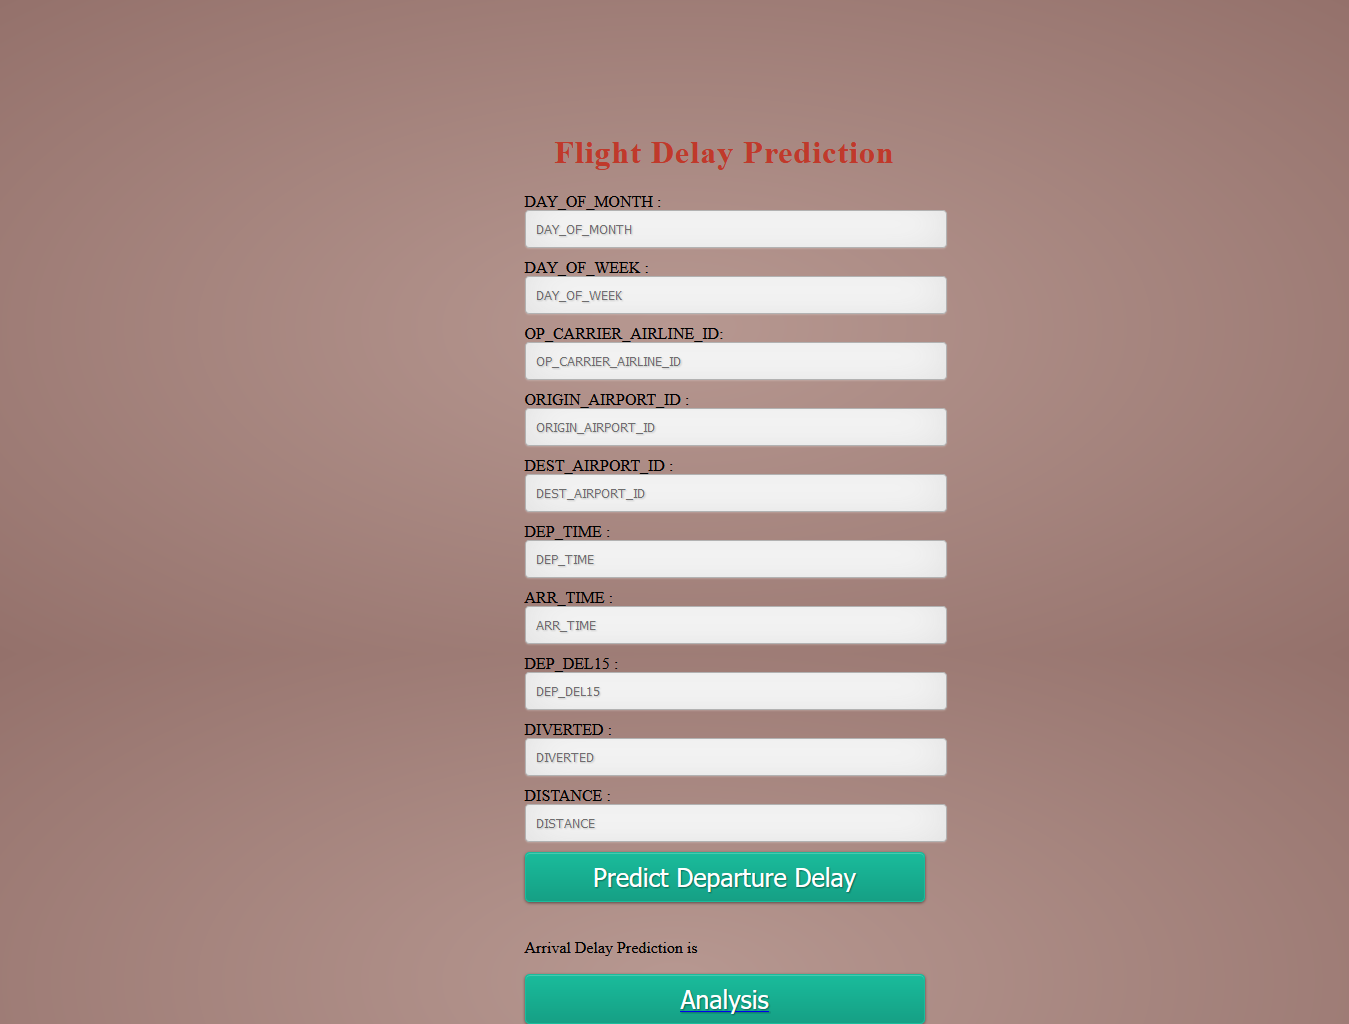 Flight Delay Prediction
DAY_OF_MONTH :
DAY_OF_MONTH
DAY_OF_WEEK :
DAY_OF_WEEK
OP_CARRIER_AIRLINE_ID:
OP_CARRIER_AIRLINE_ID
ORIGIN_AIRPORT_ID :
ORIGIN_AIRPORT_ID
DEST_AIRPORT_ID :
DEST_AIRPORT_ID
DEP_TIME :
DEP_TIME
ARR_TIME :
ARR_TIME
DEP_DEL15 :
DEP_DEL15
DIVERTED :
DIVERTED
DISTANCE :
DISTANCE
Predict Departure Delay
Arrival Delay Prediction is
Analysis